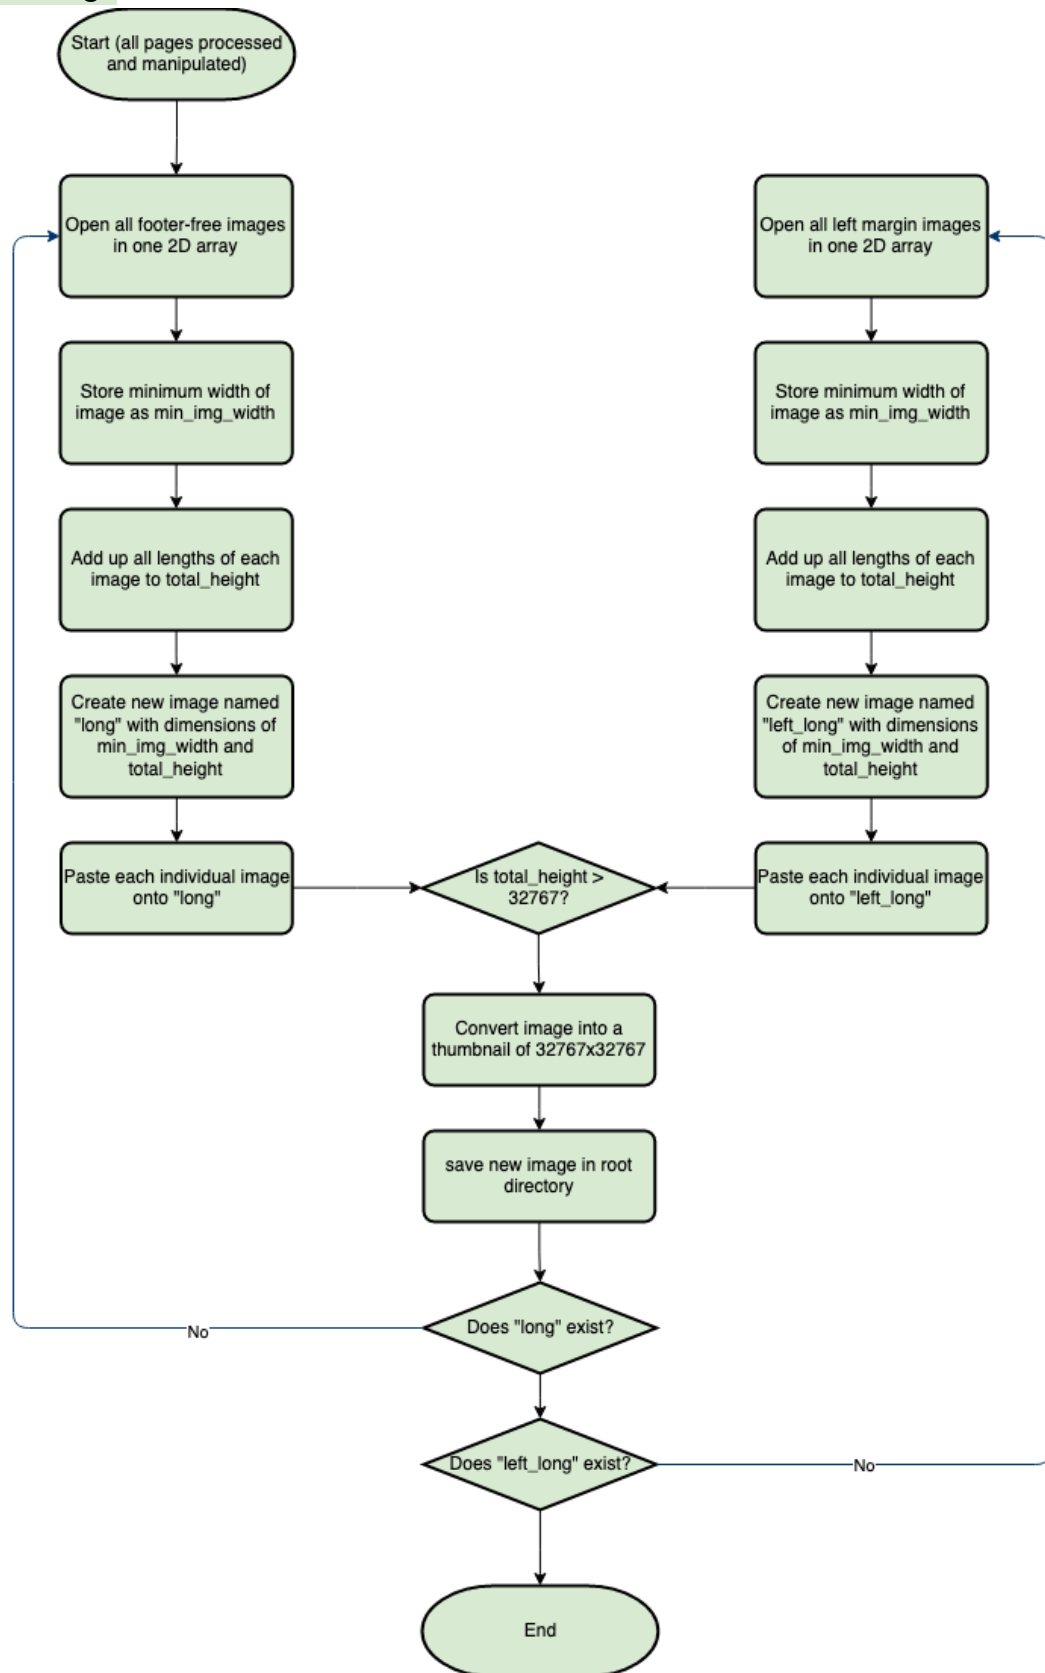 Start (all pages processed
and manipulated)
Open all footer-free images
in one 2D array
Store minimum width of
image as min_img_width
Add up all lengths of each
image to total_height
Create new image named
"long" with dimensions of
min_img_width and
total_height
Paste each individual image
onto "long"
Open all left margin images
in one 2D array
Store minimum width of
image as min_img_width
Add up all lengths of each
image to total_height
Create new image named
"left_long" with dimensions
of min_img_width and
total_height
Paste each individual image
onto "left_long"
Is total_height >
32767?
Convert image into a
thumbnail of 32767x32767
save new image in root
directory
Does "long" exist?
No
Does "left_long" exist?
No
End